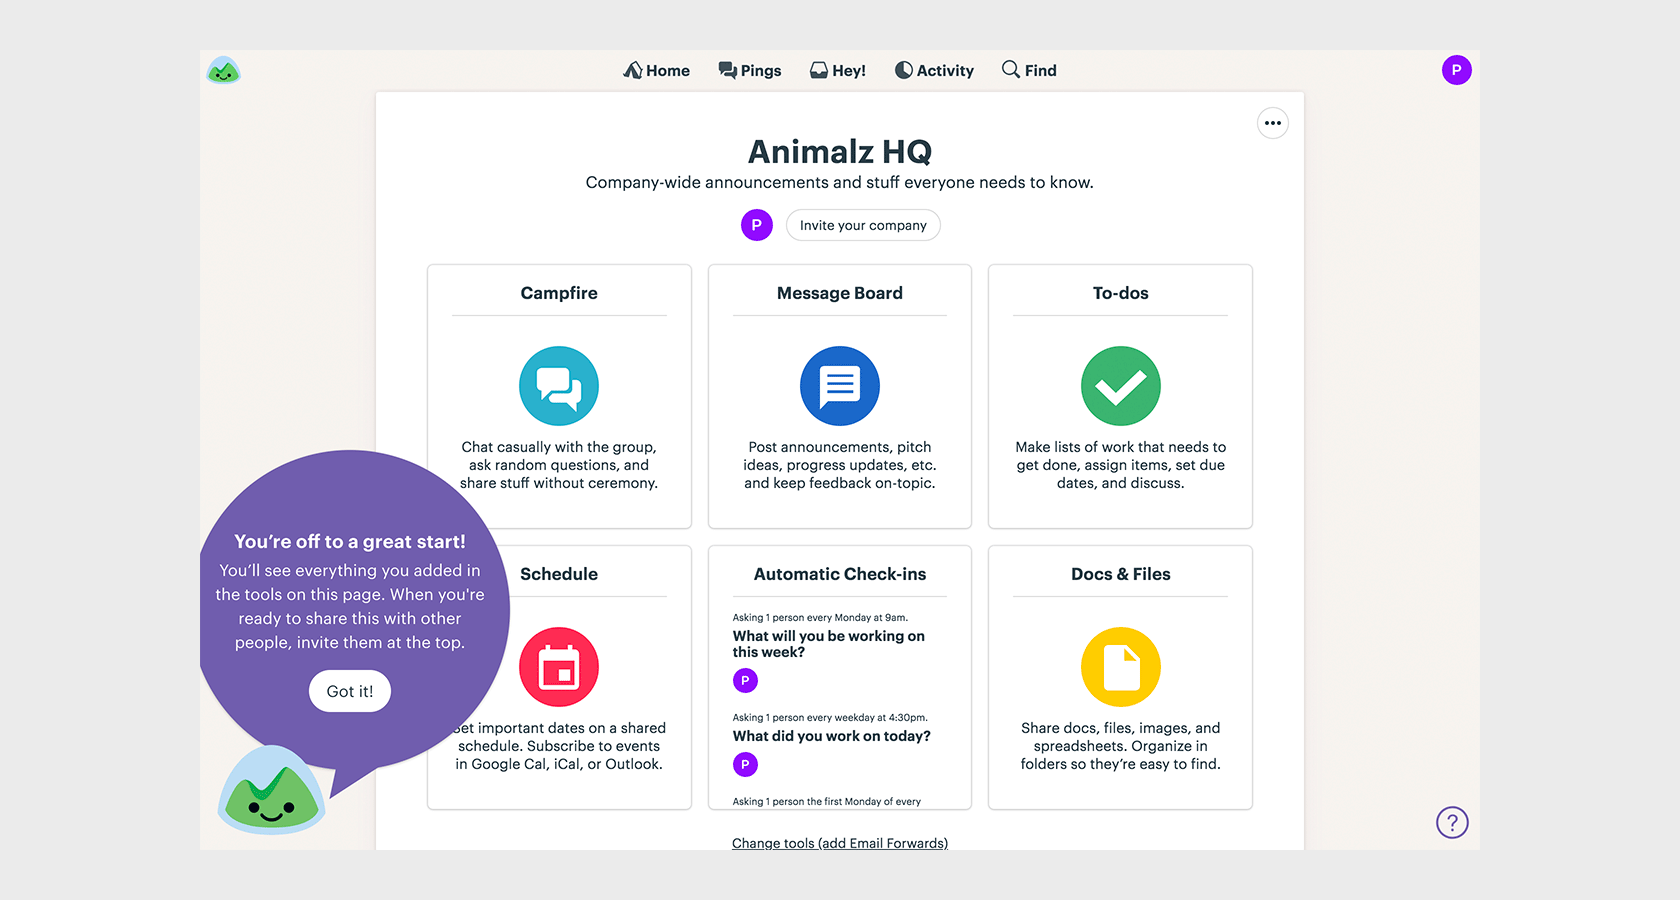 Home
Pings
Hey!
Activity
Find
P
Animalz HQ
Company-wide announcements and stuff everyone needs to know.
P
Invite your company
Campfire
Chat casually with the group,
ask random questions, and
share stuff without ceremony.
Message Board
Post announcements, pitch
ideas, progress updates, etc.
and keep feedback on-topic.
To-dos
Make lists of work that needs to
get done, assign items, set due
dates, and discuss.
You’re off to a great start!
You’ll see everything you added in
the tools on this page. When you're
ready to share this with other
people, invite them at the top.
Got it!
Schedule
Set important dates on a shared
schedule. Subscribe to events
in Google Cal, iCal, or Outlook.
Automatic Check-ins
Asking 1 person every Monday at 9am.
What will you be working on
this week?
P
Asking 1 person every weekday at 4:30pm.
What did you work on today?
P
Asking 1 person the first Monday of every
Docs & Files
Share docs, files, images, and
spreadsheets. Organize in
folders so they’re easy to find.
Change tools (add Email Forwards)
?